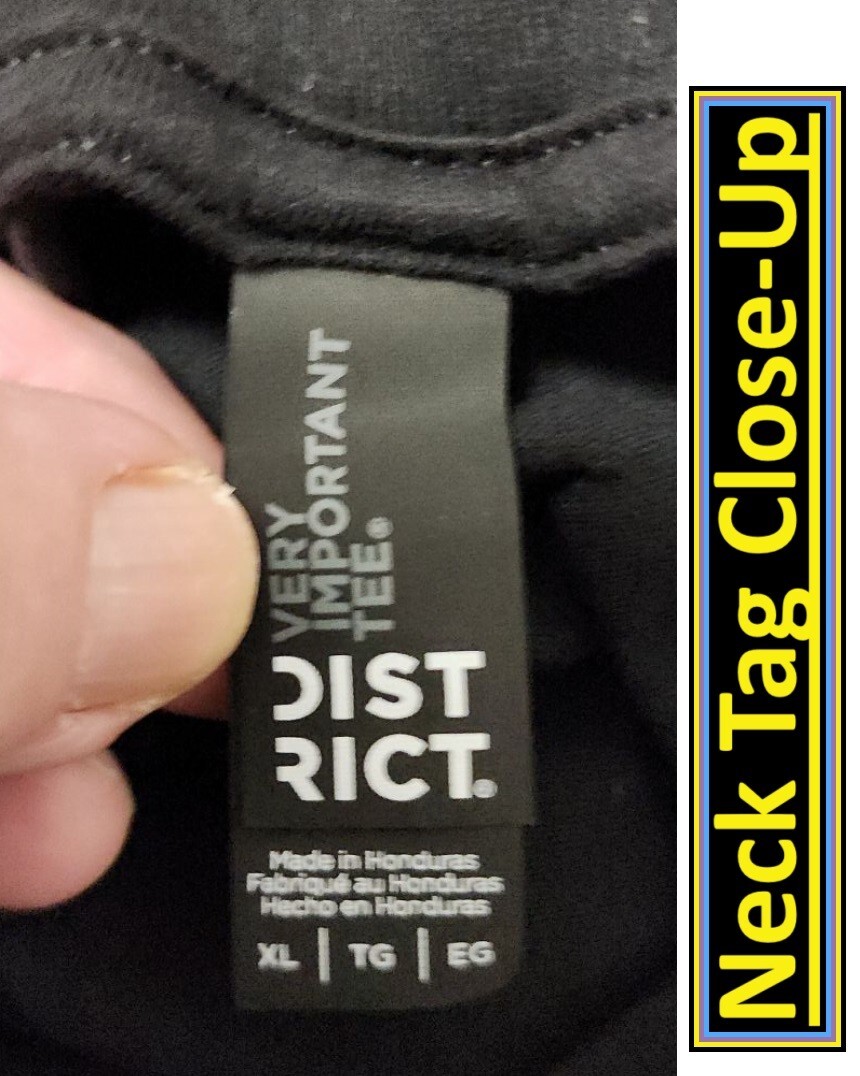 VERY
IMPORTANT
TEE®
DIST
RICT®
Made in Honduras
Fabriqué au Honduras
Hecho en Honduras
XL | TG | EG
Neck Tag Close-Up